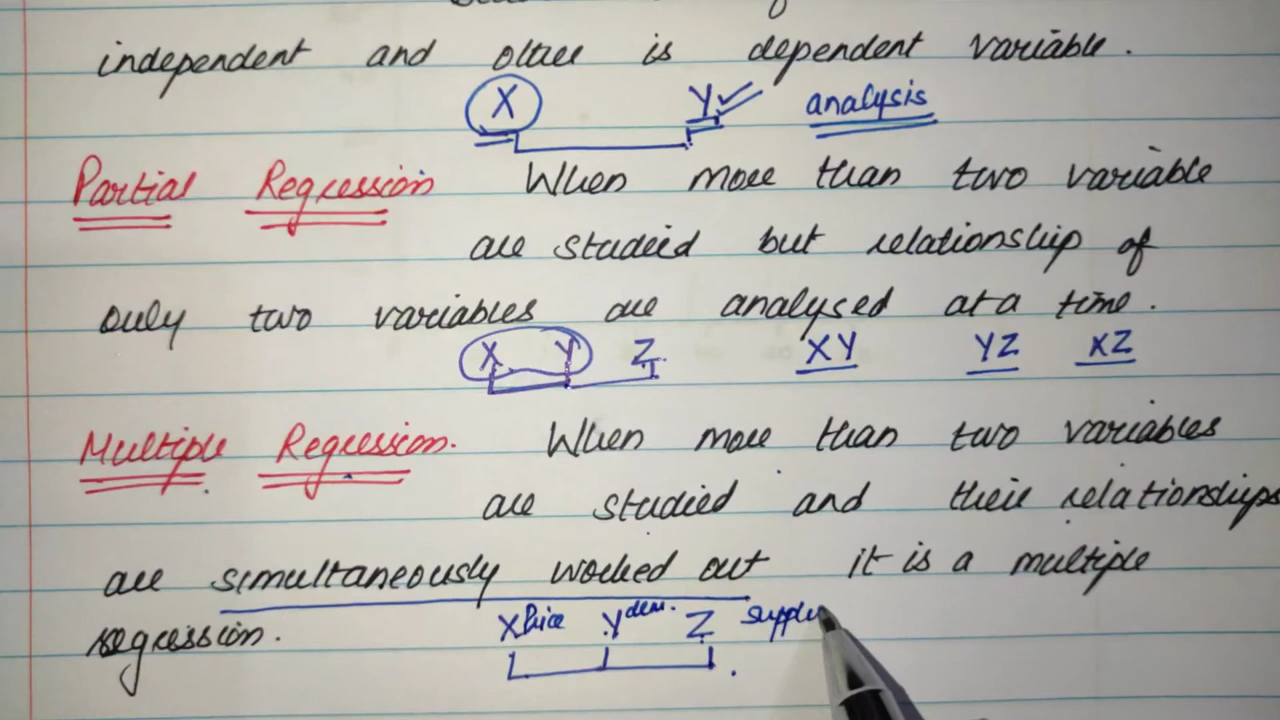 independent and other is dependent variable.
X Y analysis
Partial Regression When more than two variable
are studied but relationship of
only two variables are analysed at a time.
X Y Z XY YZ XZ
Multiple Regression. When more than two variables
are studied and their relationships
are simultaneously worked out it is a multiple
regression. X Price Y dem. Z supply